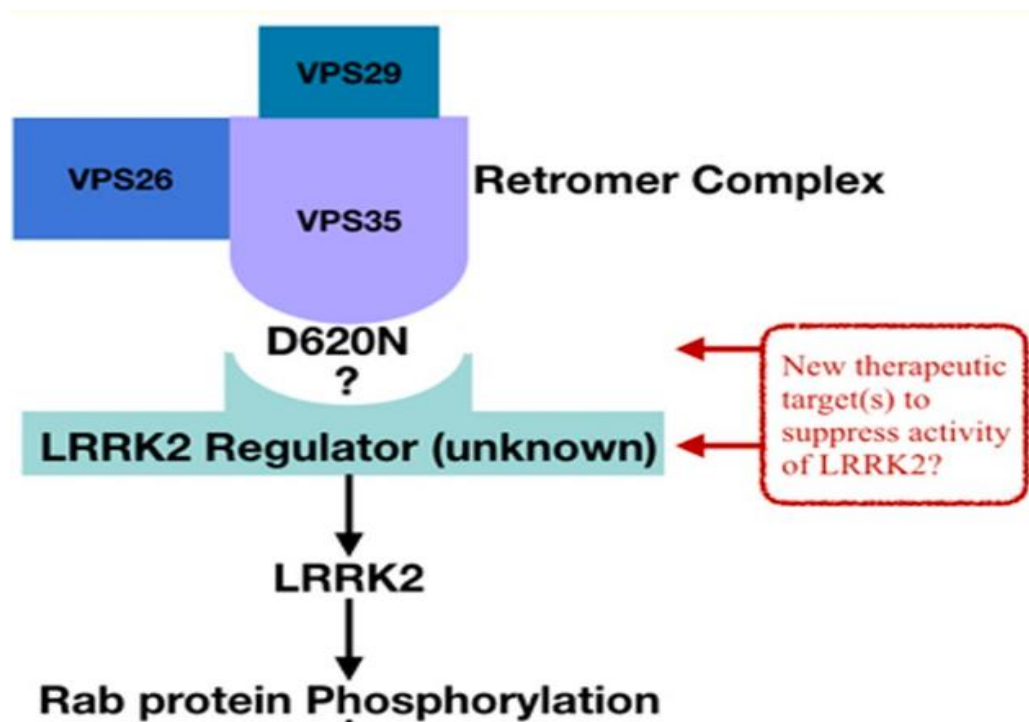 VPS29
VPS26
VPS35
Retromer Complex
D620N
?
LRRK2 Regulator (unknown)
New therapeutic
target(s) to
suppress activity
of LRRK2?
LRRK2
Rab protein Phosphorylation